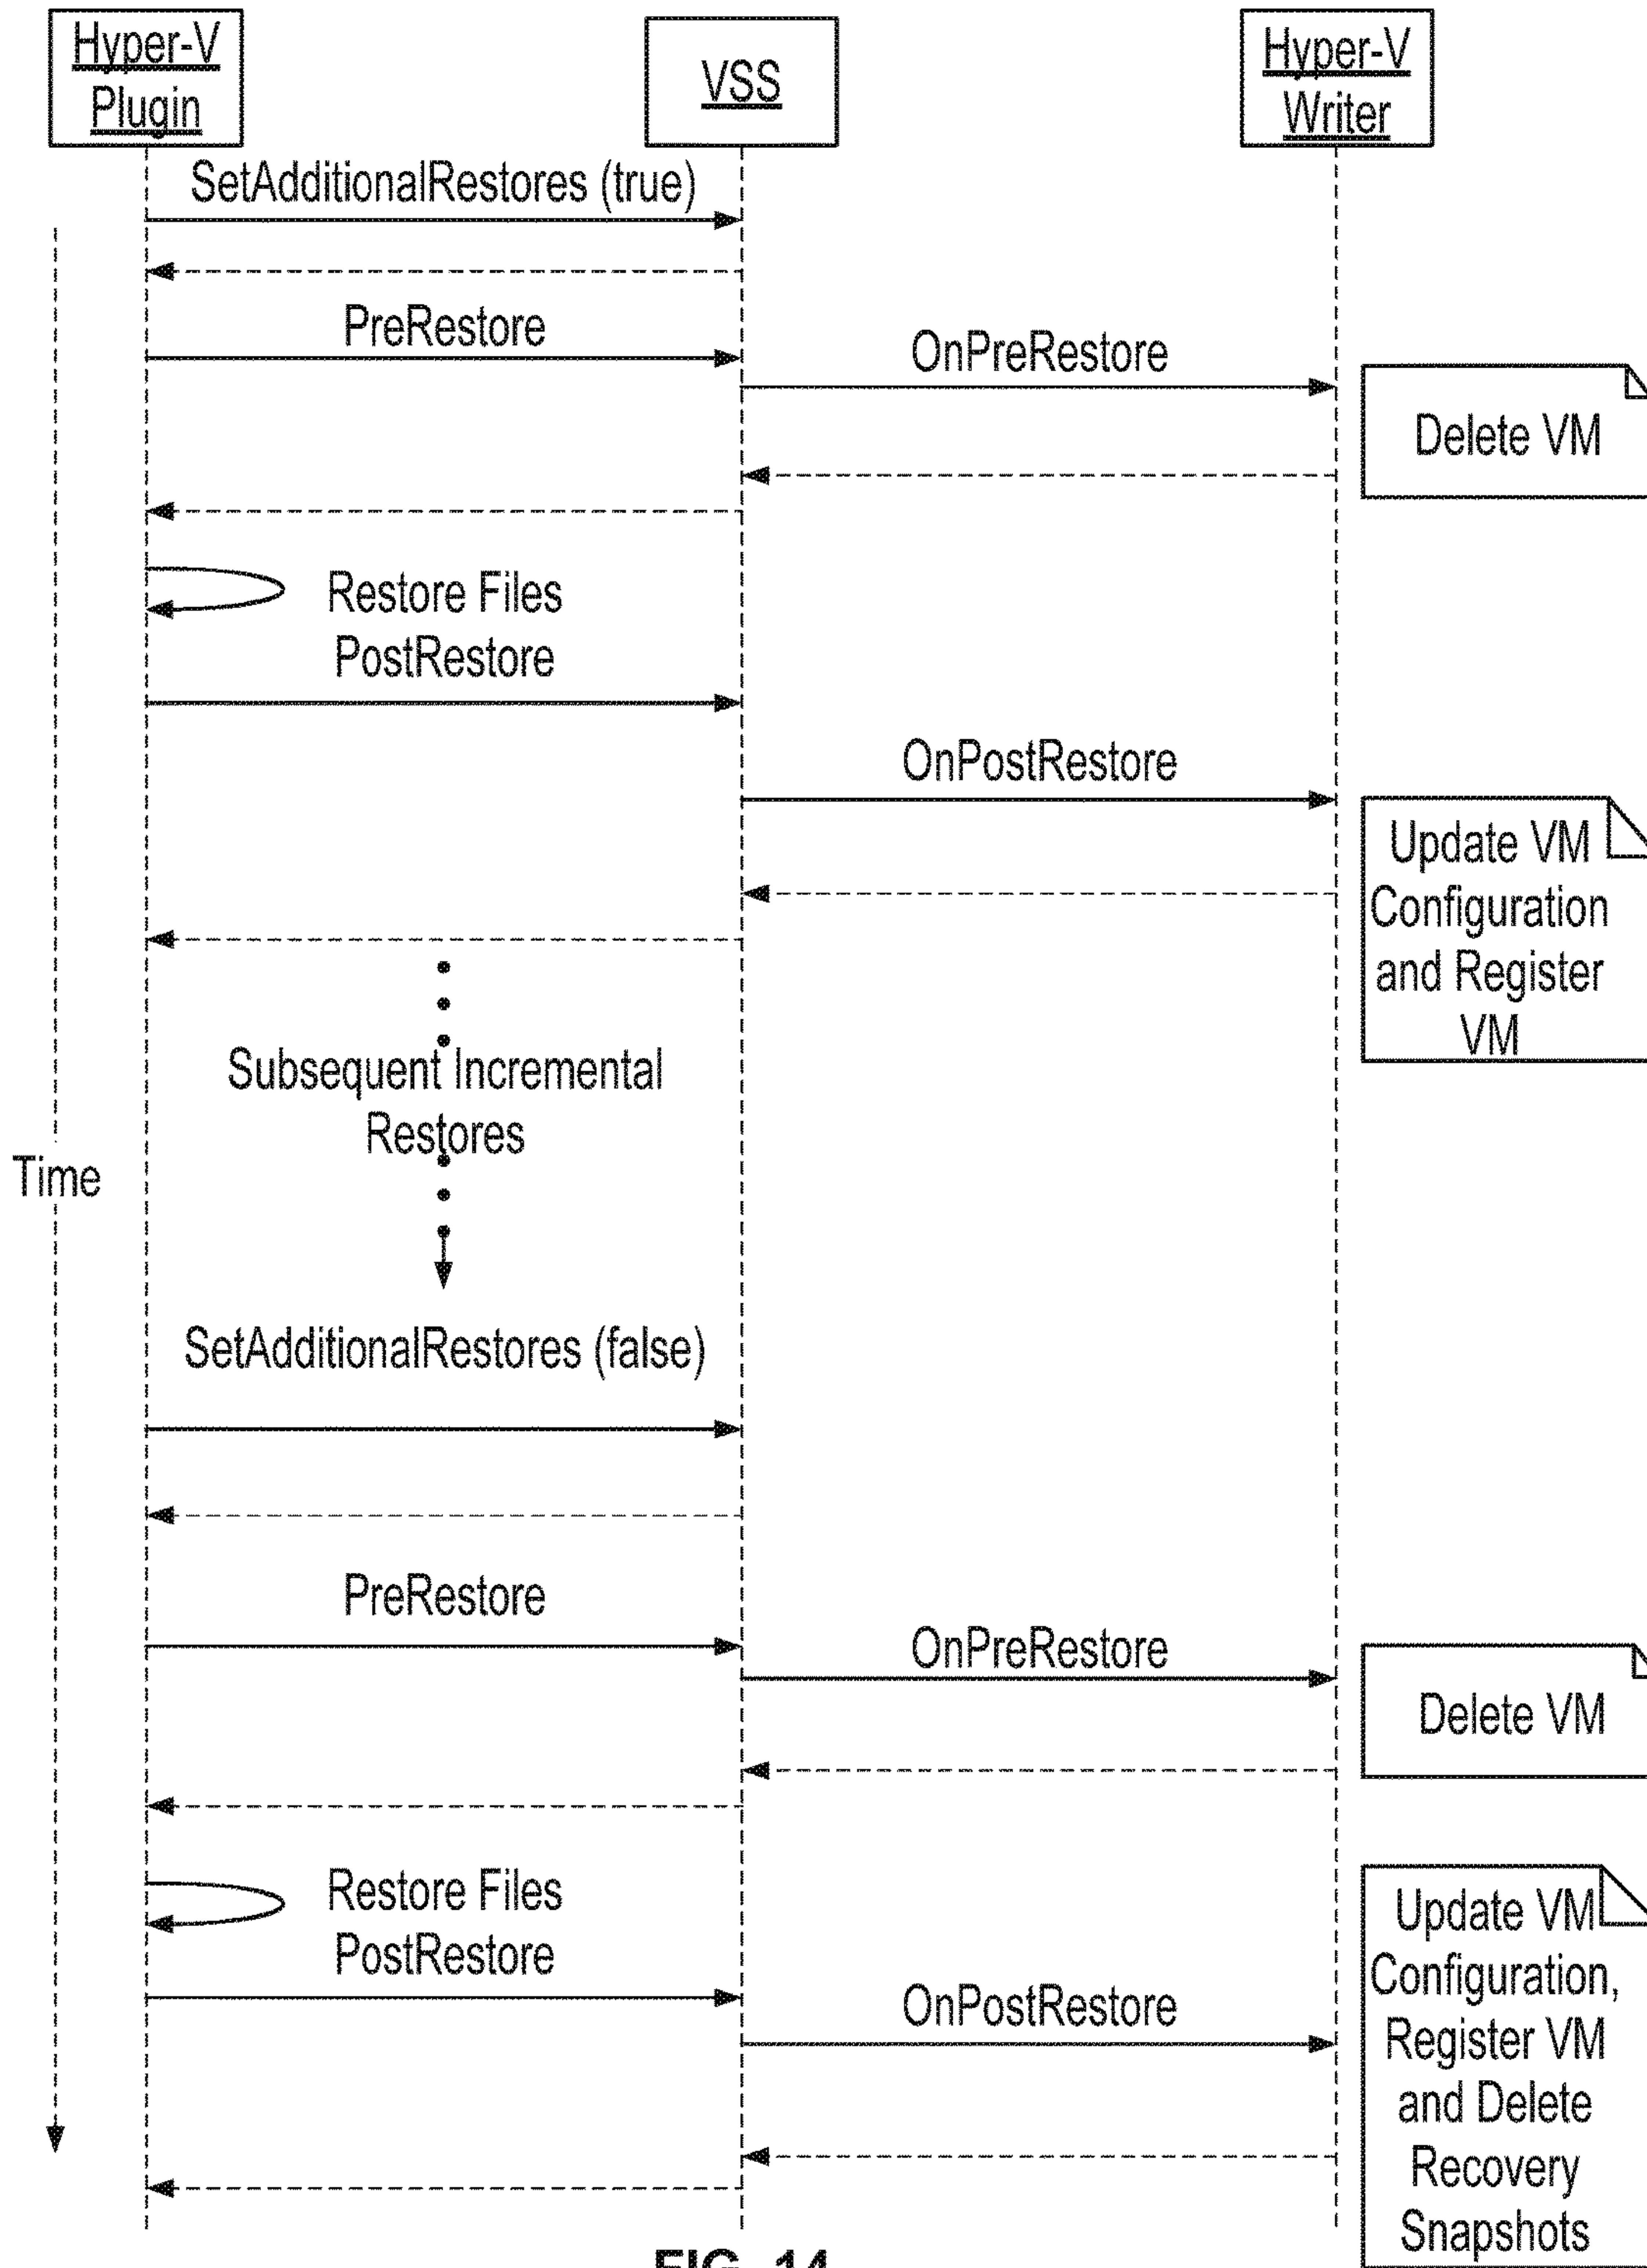 Hyper-V
Plugin
VSS
Hyper-V
Writer
SetAdditionalRestores (true)
PreRestore
OnPreRestore
Delete VM
Restore Files
PostRestore
OnPostRestore
Update VM
Configuration
and Register
VM
Subsequent Incremental
Restores
Time
SetAdditionalRestores (false)
PreRestore
OnPreRestore
Delete VM
Restore Files
PostRestore
OnPostRestore
Update VM
Configuration,
Register VM
and Delete
Recovery
Snapshots
FIG. 14